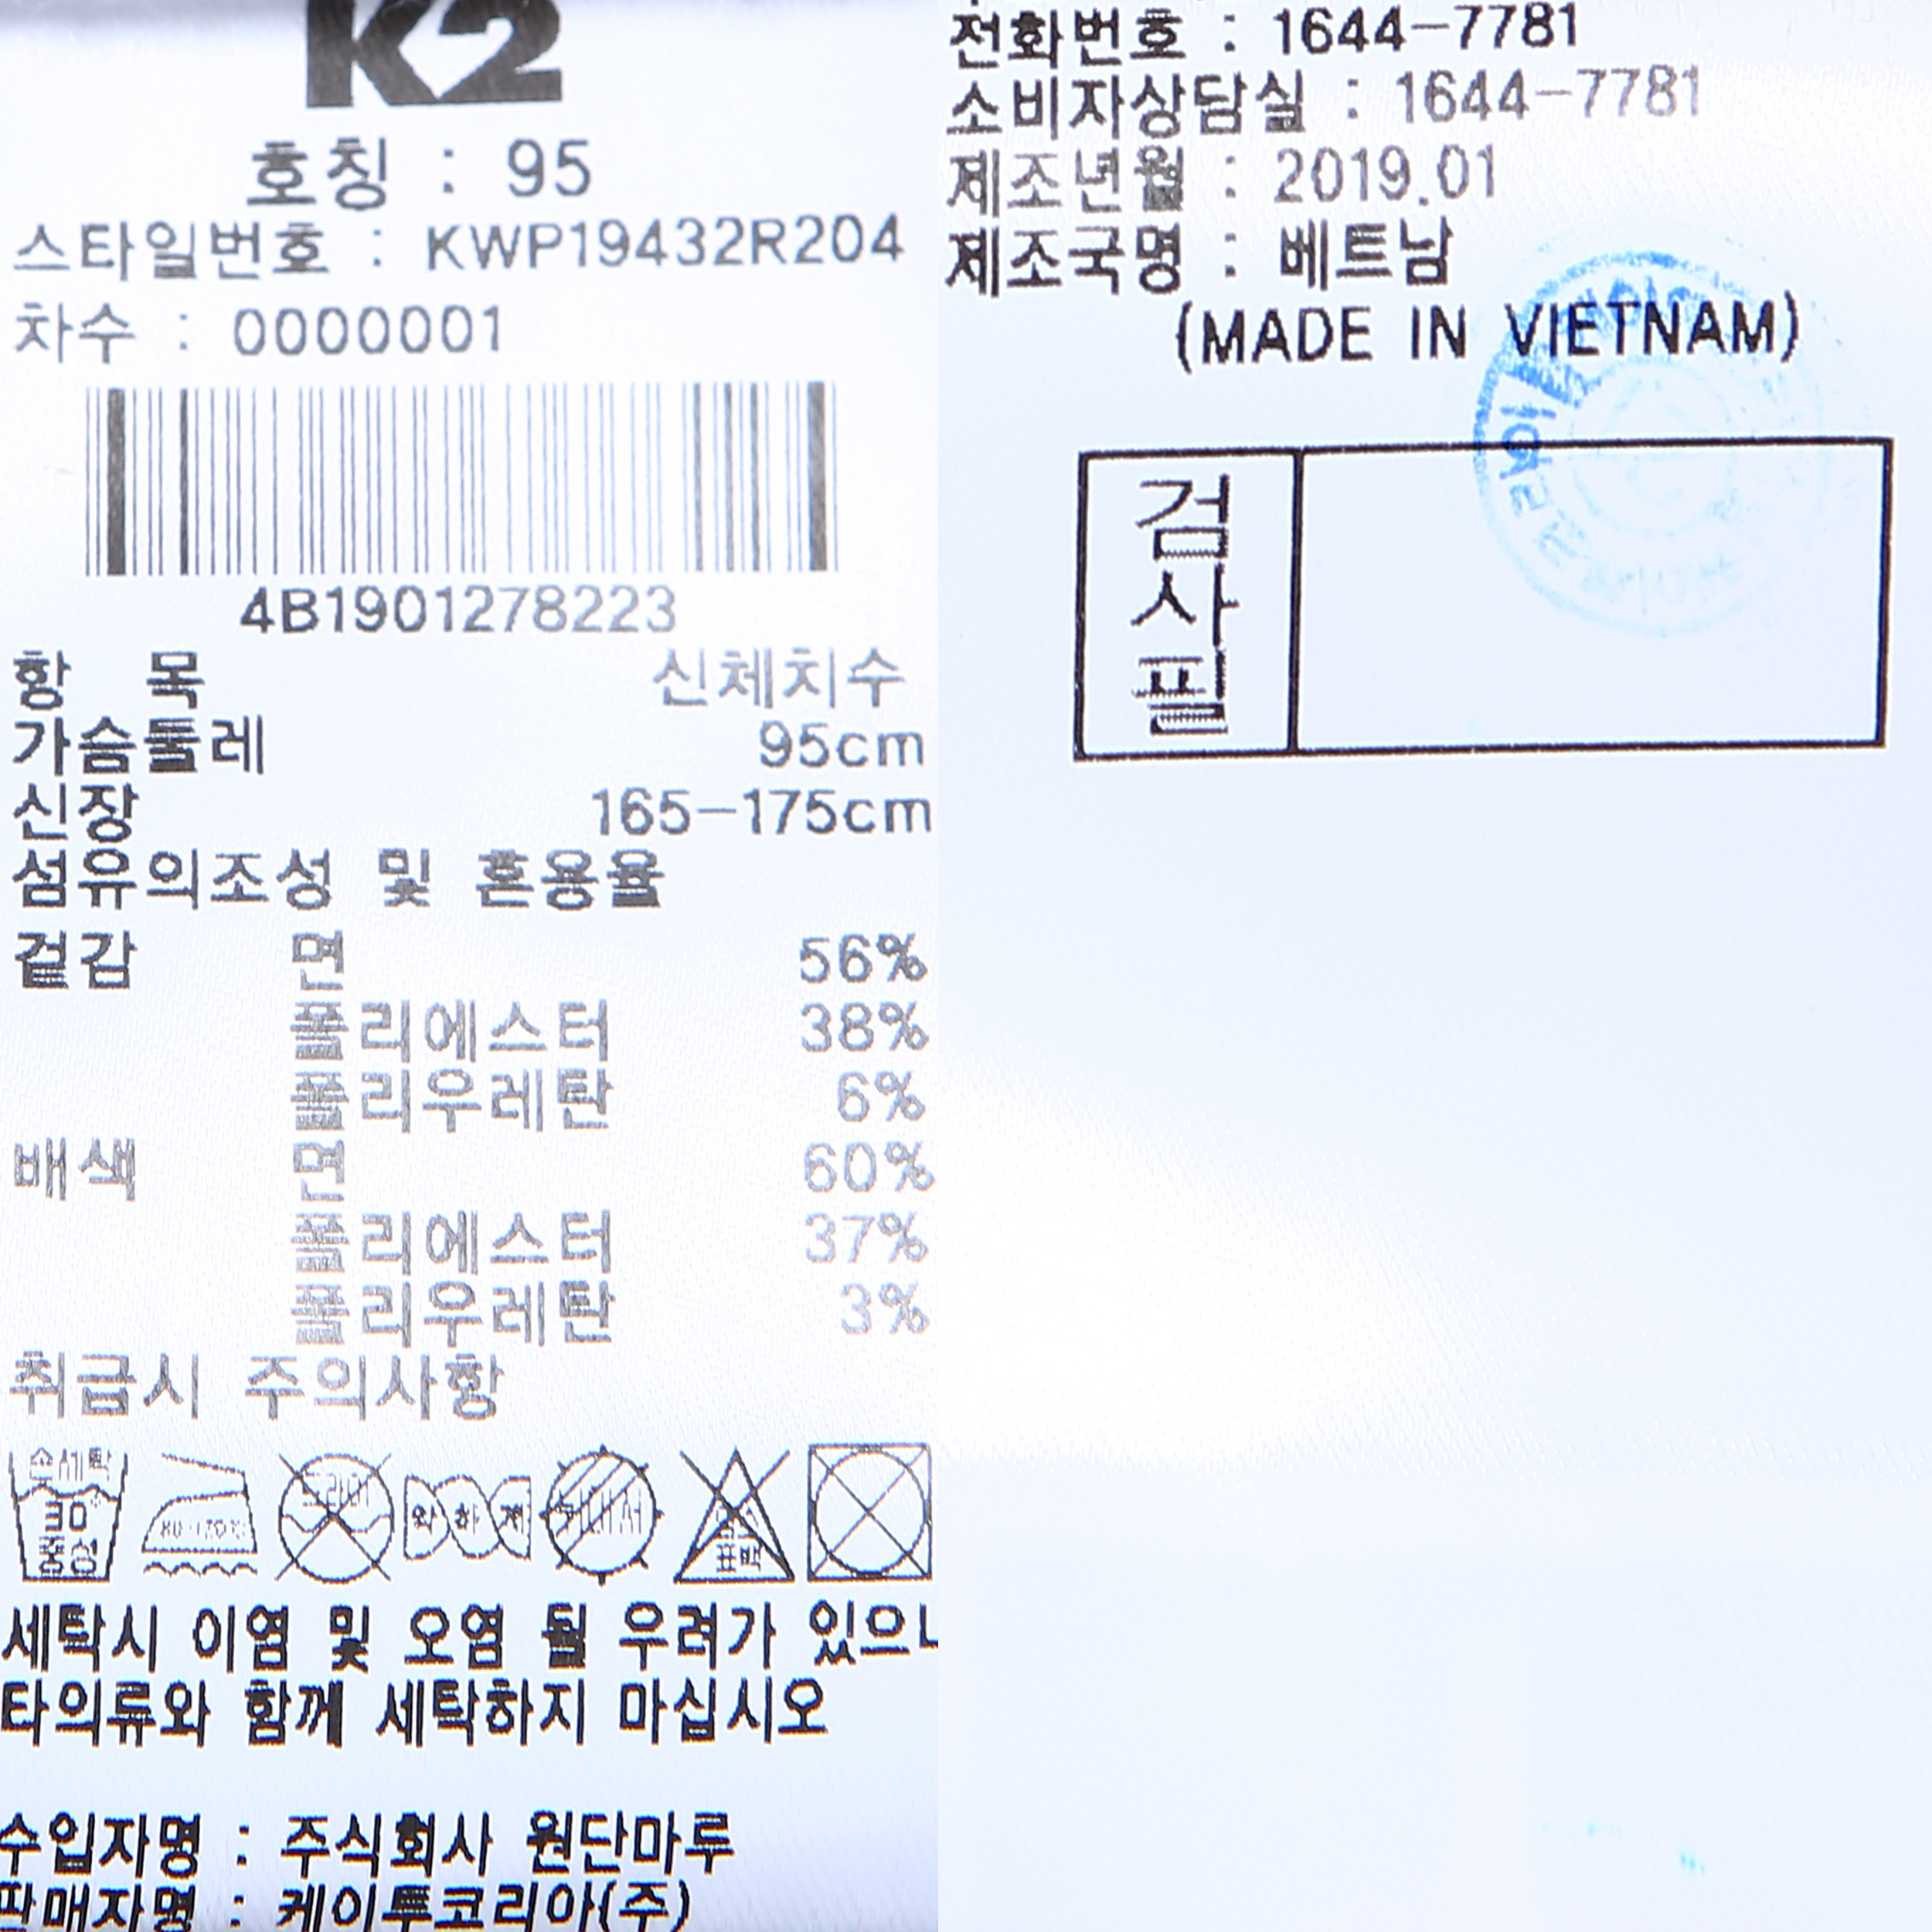 K2
호칭 : 95
스타일번호 : KWP19432R204
차수 : 0000001
4B1901278223
항 목 신체치수
가슴둘레 95cm
신장 165-175cm
섬유의조성 및 혼용율
겉감 면 56%
폴리에스터 38%
폴리우레탄 6%
배색 면 60%
폴리에스터 37%
폴리우레탄 3%
취급시 주의사항
손세탁
30°
중성
80-120℃
드라이
약하게
염소
표백
세탁시 이염 및 오염 될 우려가 있으니
타의류와 함께 세탁하지 마십시오
수입자명 : 주식회사 원단마루
판매자명 : 케이투코리아(주)
전화번호 : 1644-7781
소비자상담실 : 1644-7781
제조년월 : 2019.01
제조국명 : 베트남
(MADE IN VIETNAM)
검사필